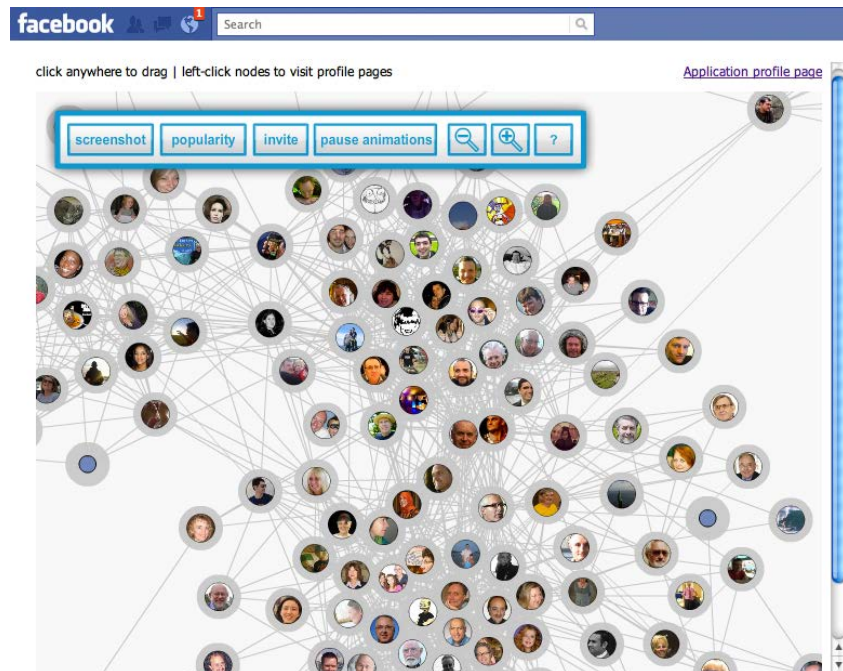 facebook
1
Search
click anywhere to drag | left-click nodes to visit profile pages
Application profile page
screenshot
popularity
invite
pause animations
?